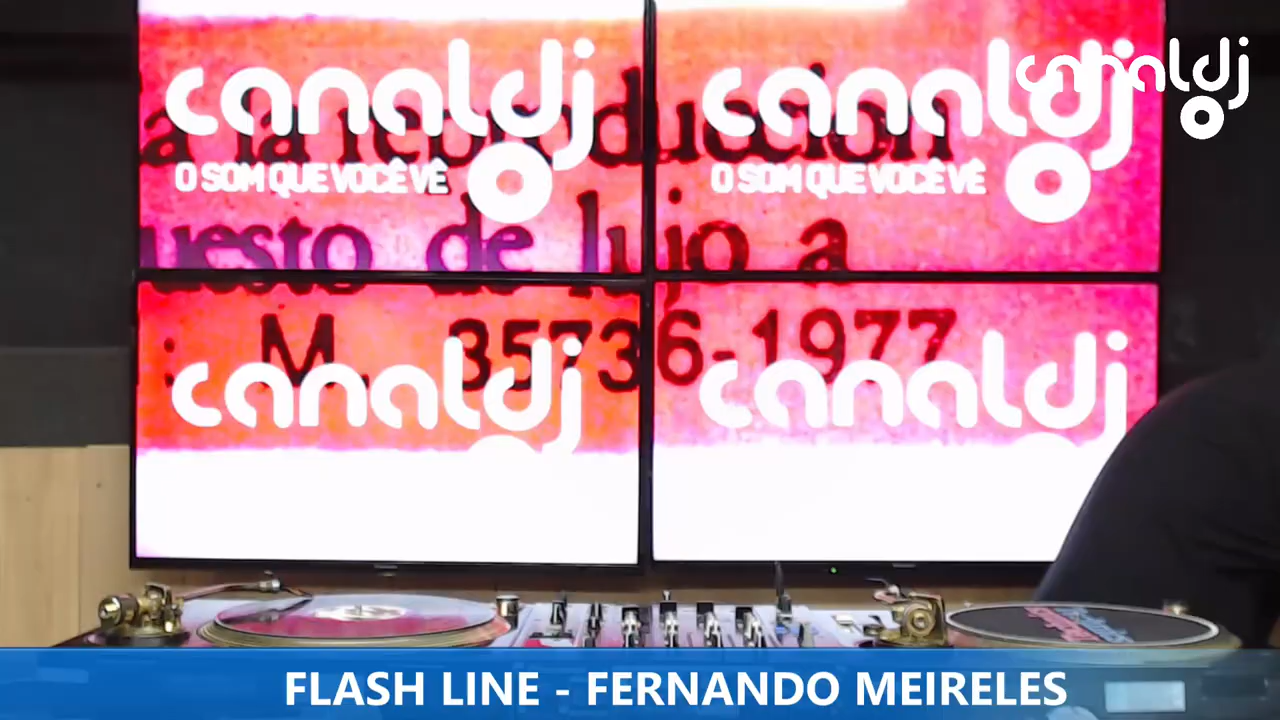 canaldj
canaldj
canaldj
O SOM QUE VOCÊ VÊ
O SOM QUE VOCÊ VÊ
a la reproducción
uesto de lujo a
: M. 35736-1977
canaldj
canaldj
FLASH LINE - FERNANDO MEIRELES